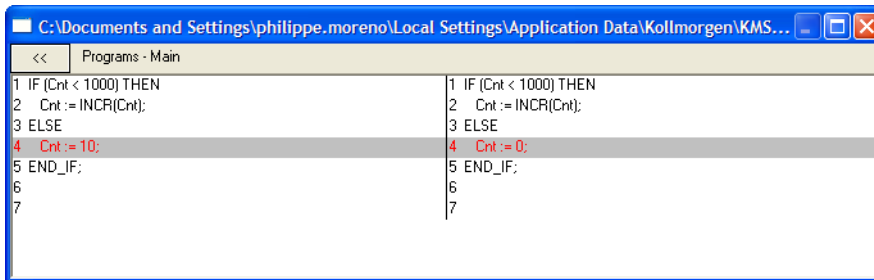 C:\Documents and Settings\philippe.moreno\Local Settings\Application Data\Kollmorgen\KMS...
<< Programs - Main
1 IF (Cnt < 1000) THEN
2 Cnt := INCR(Cnt);
3 ELSE
4 Cnt := 10;
5 END_IF;
6
7
1 IF (Cnt < 1000) THEN
2 Cnt := INCR(Cnt);
3 ELSE
4 Cnt := 0;
5 END_IF;
6
7